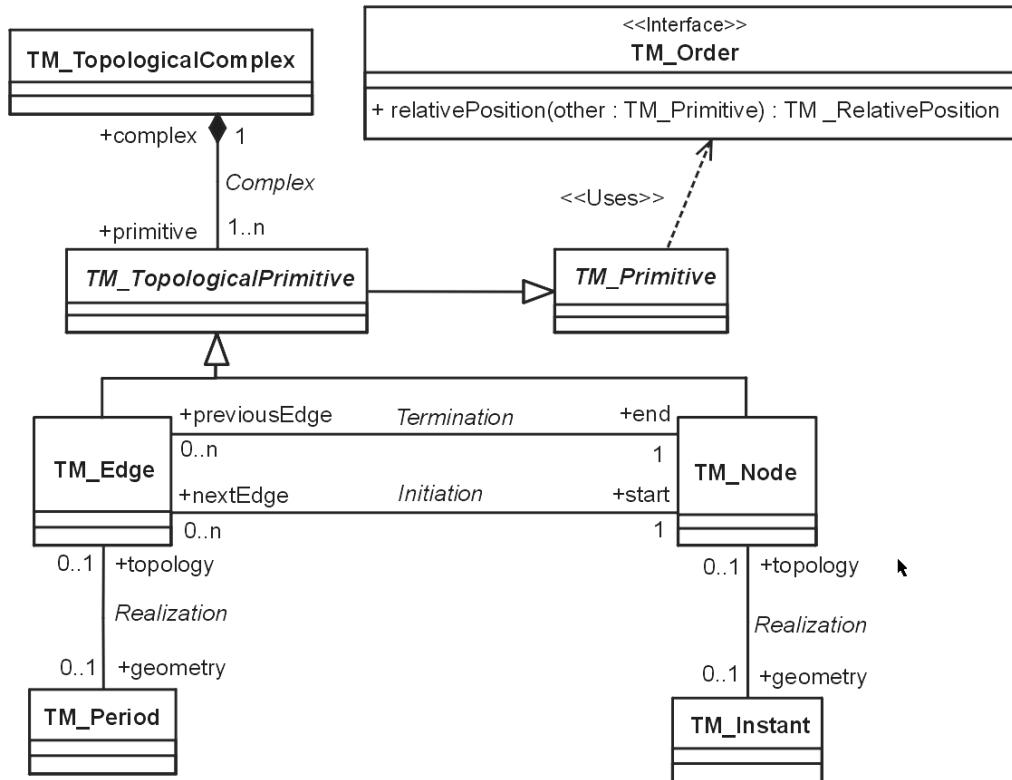 <<Interface>>
TM_TopologicalComplex
TM_Order
+ relativePosition(other : TM_Primitive) : TM _RelativePosition
+complex 1
Complex
<<Uses>>
+primitive 1..n
TM_TopologicalPrimitive
TM_Primitive
+previousEdge Termination +end
0..n 1
TM_Edge
TM_Node
+nextEdge Initiation +start
0..n 1
0..1 +topology
0..1 +topology
Realization
Realization
0..1 +geometry
0..1 +geometry
TM_Period
TM_Instant